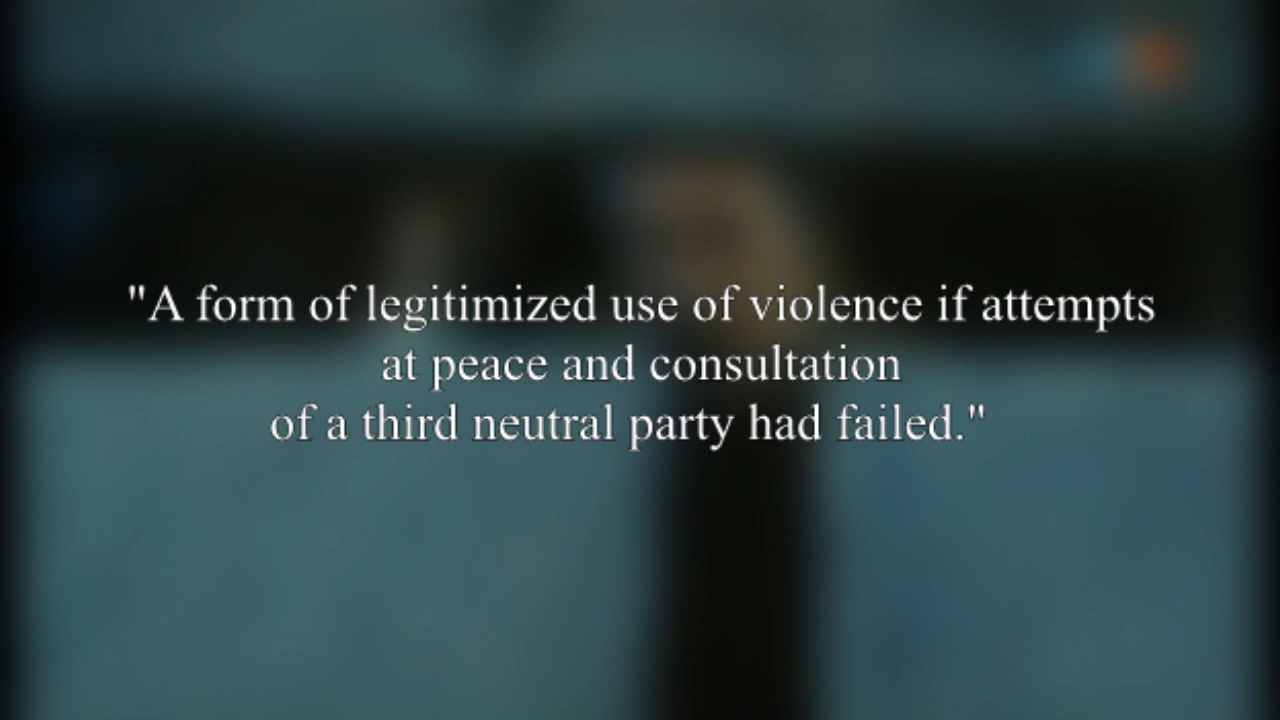 "A form of legitimized use of violence if attempts
at peace and consultation
of a third neutral party had failed."